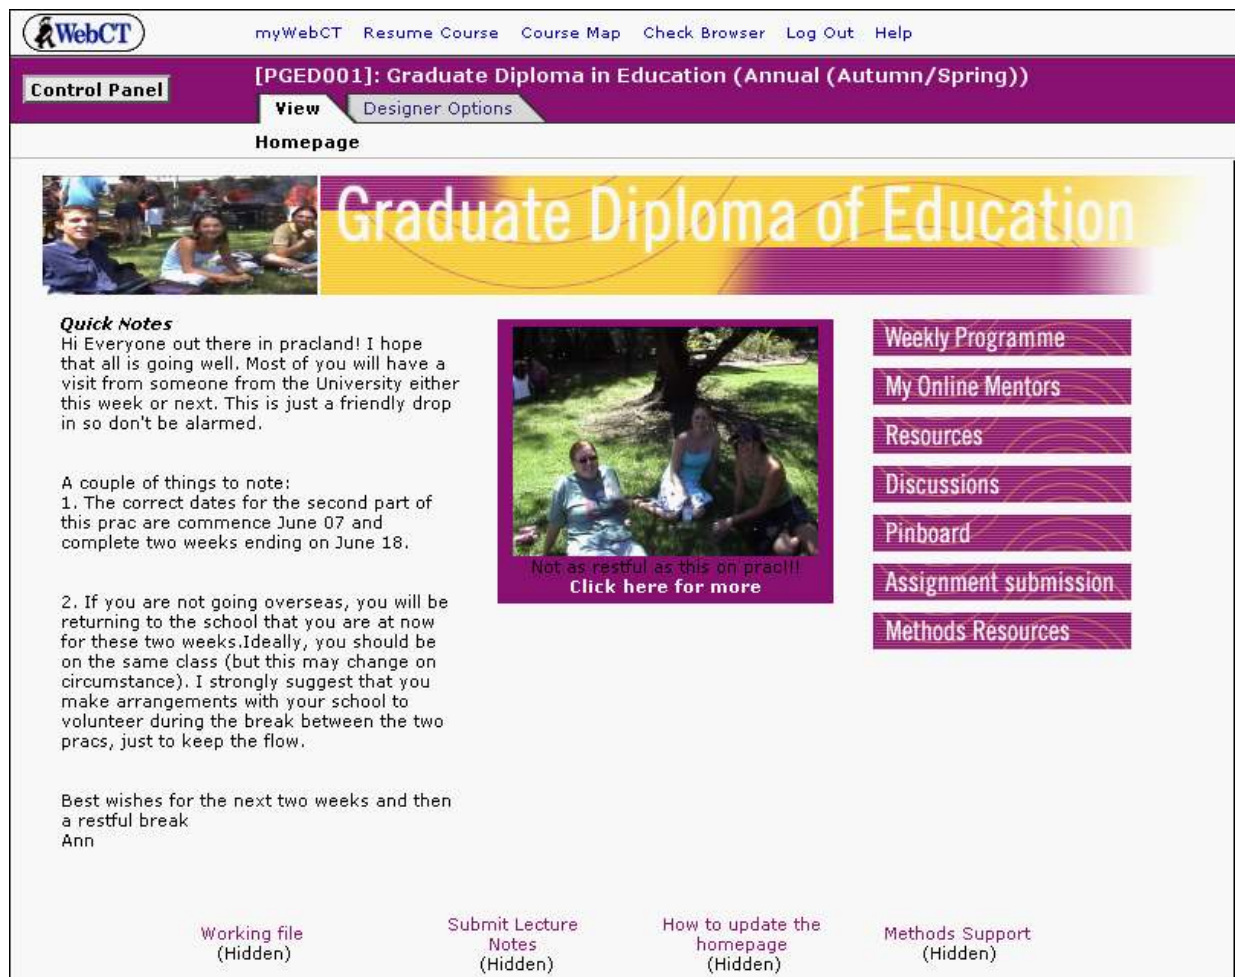 WebCT
myWebCT Resume Course Course Map Check Browser Log Out Help
Control Panel
[PGED001]: Graduate Diploma in Education (Annual (Autumn/Spring))
View Designer Options
Homepage
Graduate Diploma of Education
Quick Notes
Hi Everyone out there in pracland! I hope
that all is going well. Most of you will have a
visit from someone from the University either
this week or next. This is just a friendly drop
in so don't be alarmed.
A couple of things to note:
1. The correct dates for the second part of
this prac are commence June 07 and
complete two weeks ending on June 18.
2. If you are not going overseas, you will be
returning to the school that you are at now
for these two weeks.Ideally, you should be
on the same class (but this may change on
circumstance). I strongly suggest that you
make arrangements with your school to
volunteer during the break between the two
pracs, just to keep the flow.
Best wishes for the next two weeks and then
a restful break
Ann
Not as restful as this on prac!!!
Click here for more
Weekly Programme
My Online Mentors
Resources
Discussions
Pinboard
Assignment submission
Methods Resources
Working file
(Hidden)
Submit Lecture
Notes
(Hidden)
How to update the
homepage
(Hidden)
Methods Support
(Hidden)